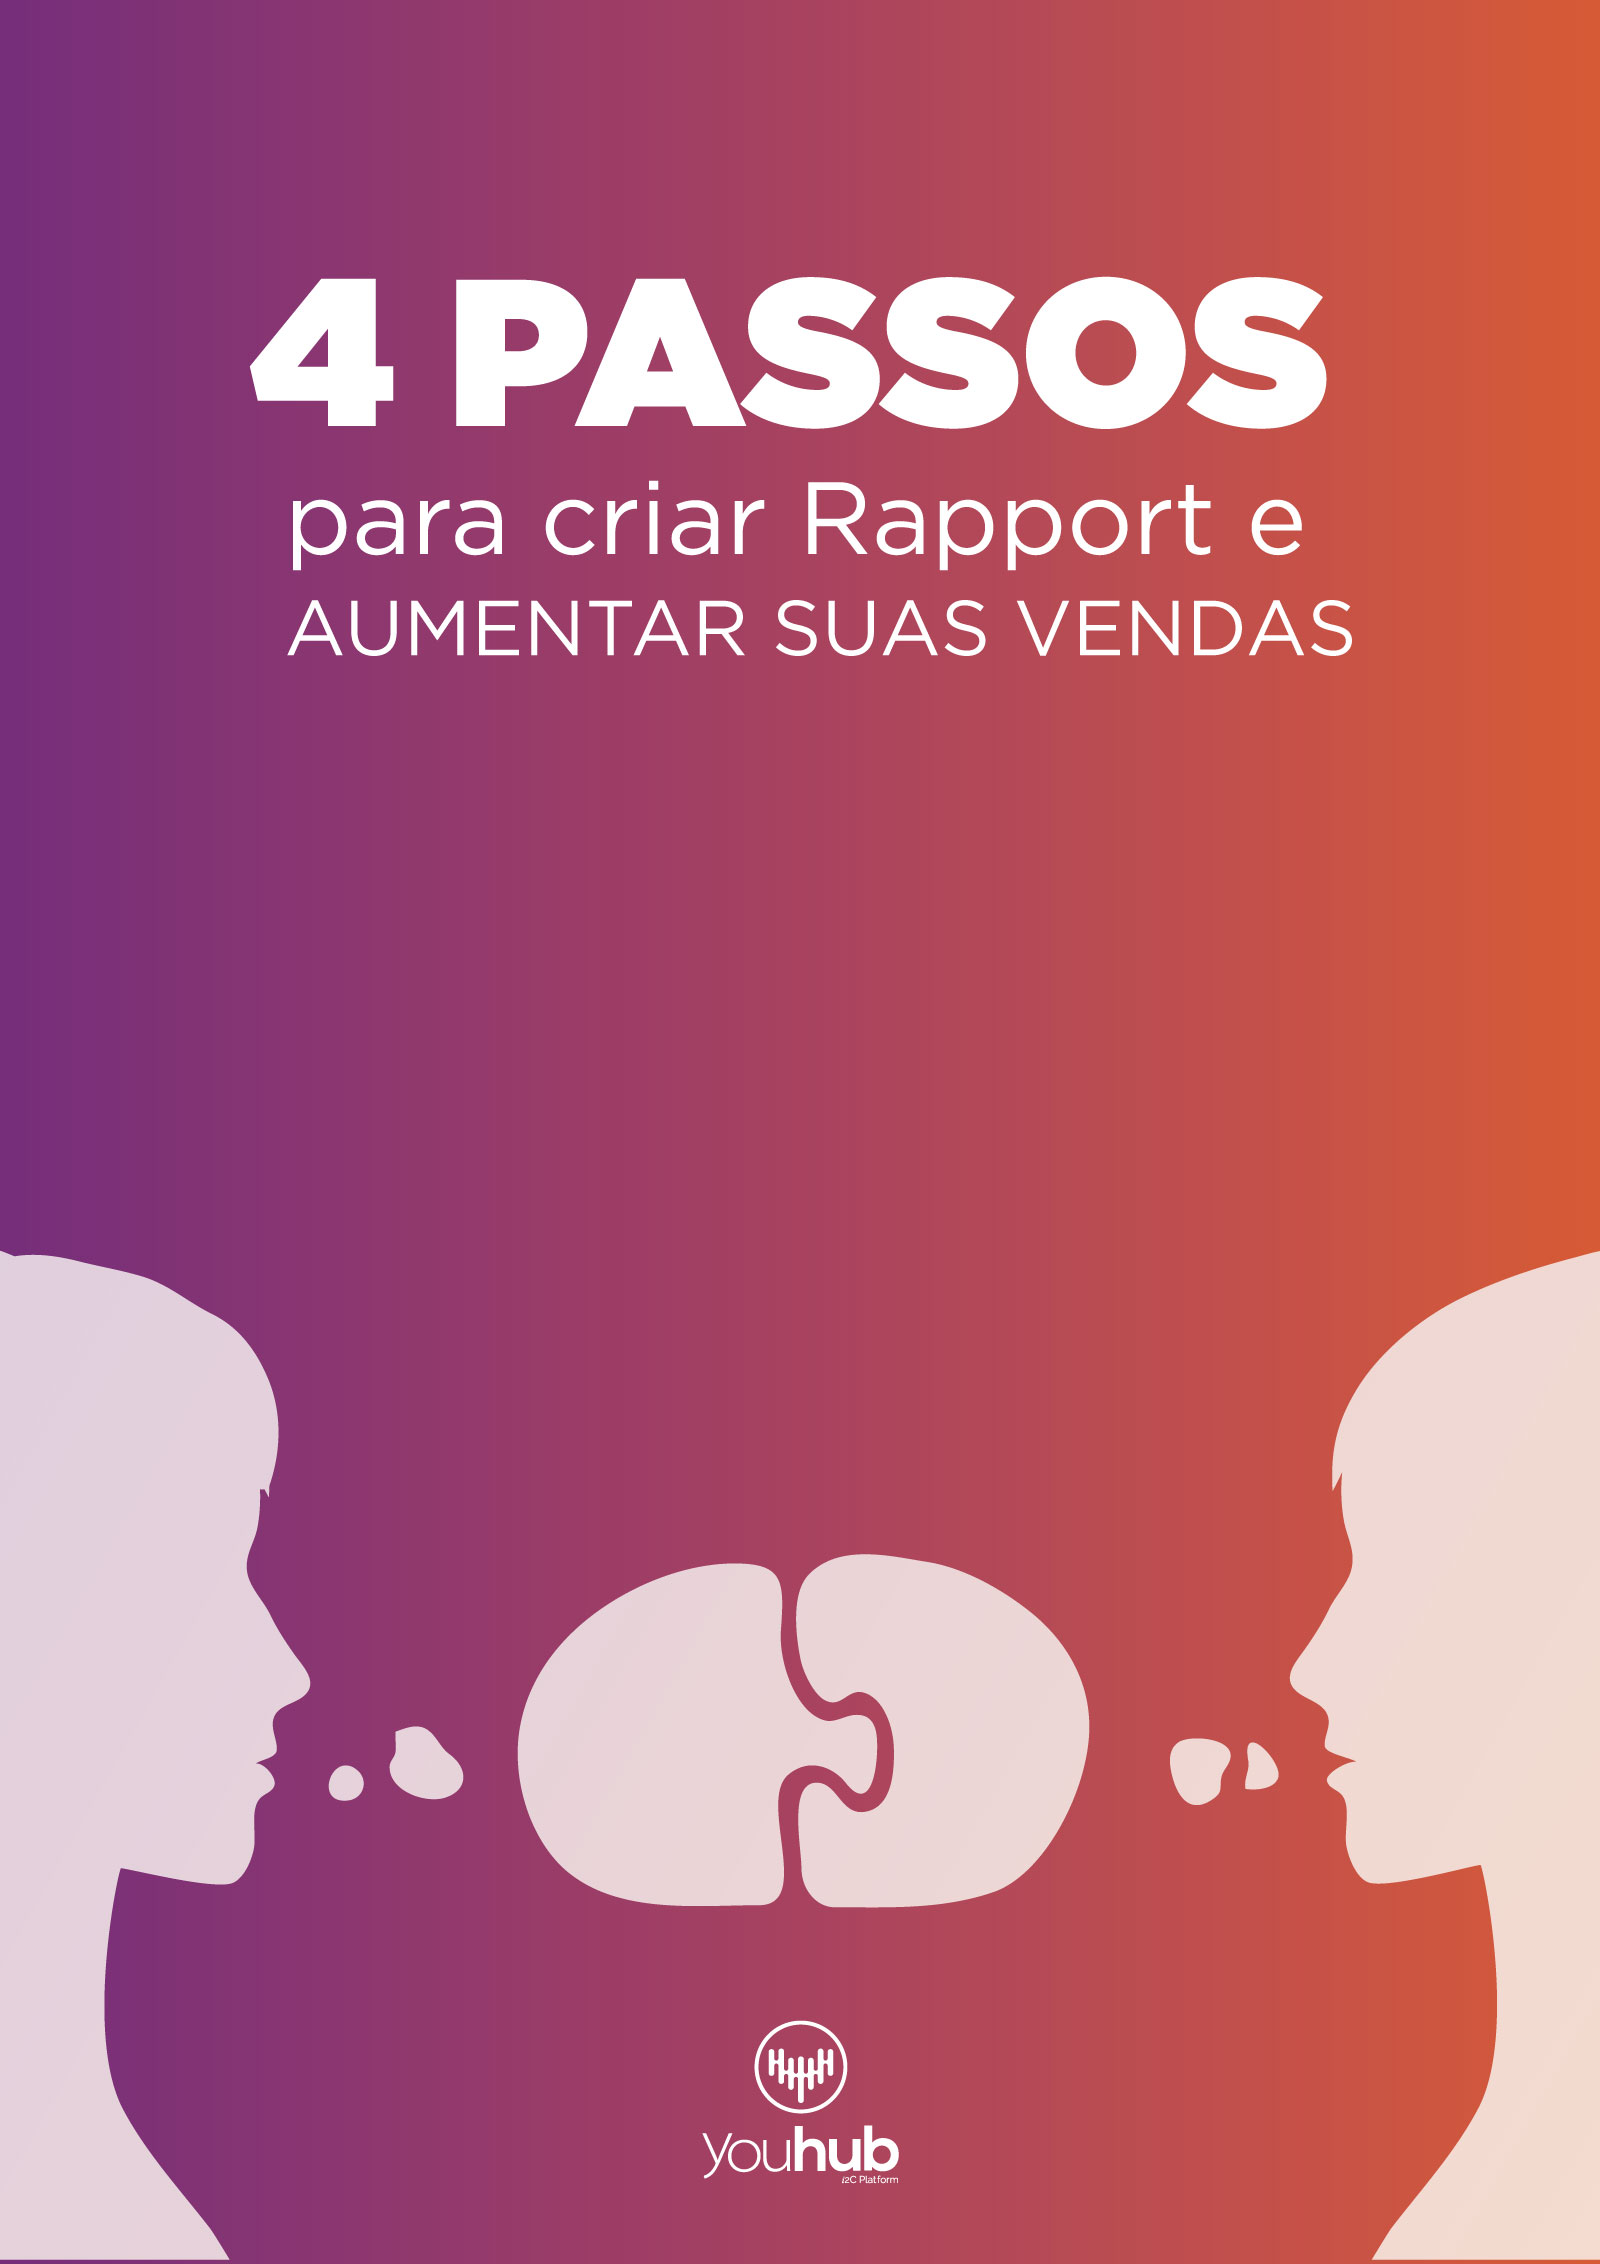 4 PASSOS
para criar Rapport e
AUMENTAR SUAS VENDAS
youhub
i2C Platform